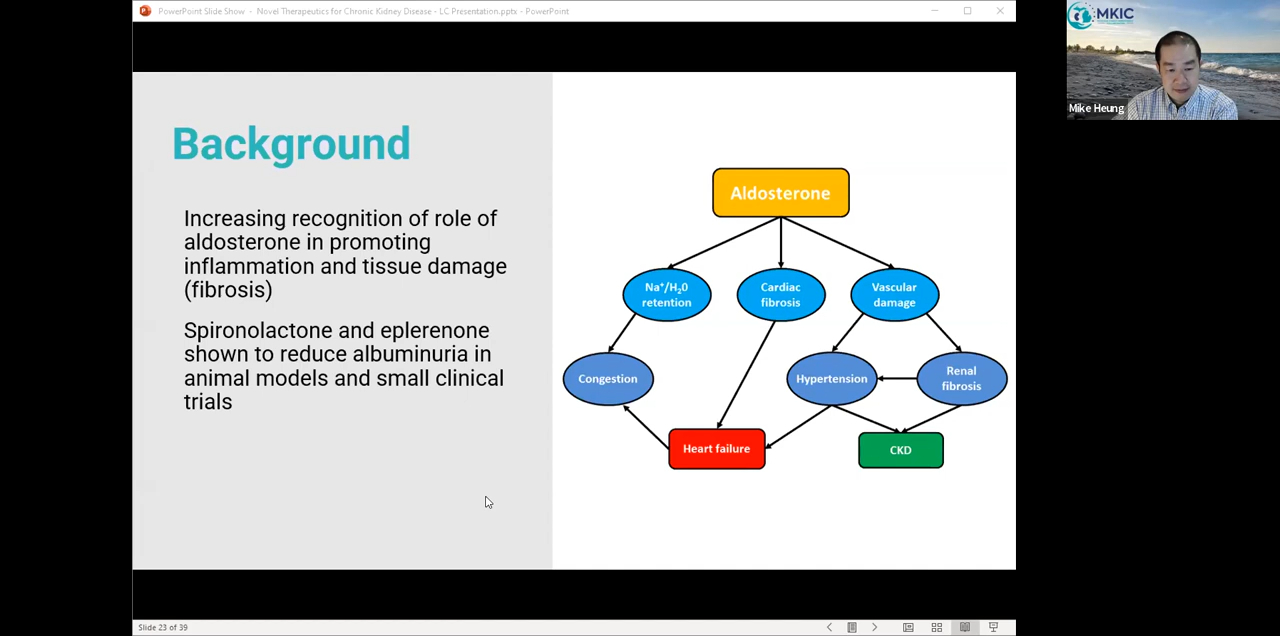 PowerPoint Slide Show - Novel Therapeutics for Chronic Kidney Disease - LC Presentation.pptx - PowerPoint
MKIC
Mike Heung
Background
Increasing recognition of role of
aldosterone in promoting
inflammation and tissue damage
(fibrosis)
Spironolactone and eplerenone
shown to reduce albuminuria in
animal models and small clinical
trials
Aldosterone
Na⁺/H₂0
retention
Cardiac
fibrosis
Vascular
damage
Congestion
Hypertension
Renal
fibrosis
Heart failure
CKD
Slide 23 of 39